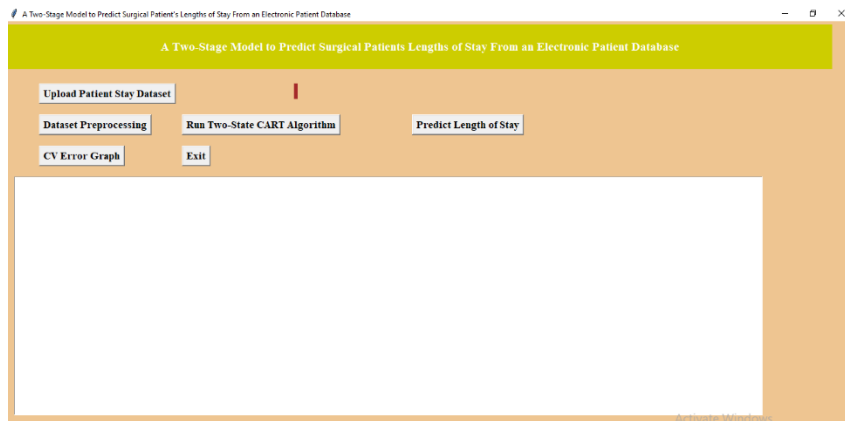 A Two-Stage Model to Predict Surgical Patient's Lengths of Stay From an Electronic Patient Database
A Two-Stage Model to Predict Surgical Patients Lengths of Stay From an Electronic Patient Database
Upload Patient Stay Dataset
Dataset Preprocessing Run Two-State CART Algorithm Predict Length of Stay
CV Error Graph Exit
Activate Windows